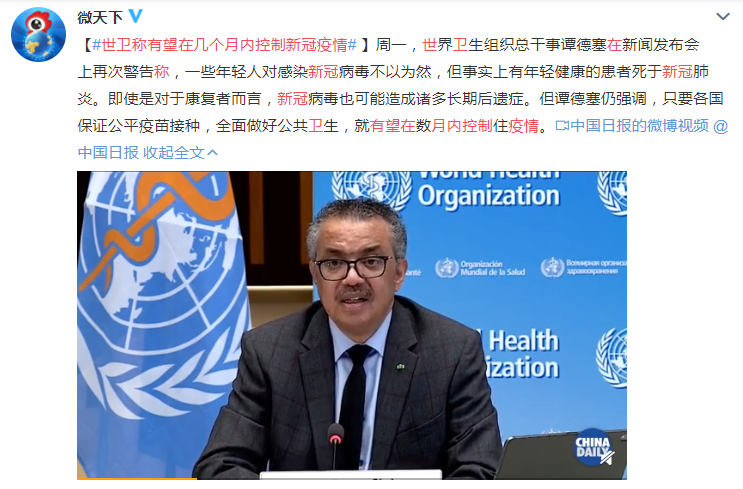 微天下
【#世卫称有望在几个月内控制新冠疫情# 】周一，世界卫生组织总干事谭德塞在新闻发布会
上再次警告称，一些年轻人对感染新冠病毒不以为然，但事实上有年轻健康的患者死于新冠肺
炎。即使是对于康复者而言，新冠病毒也可能造成诸多长期后遗症。但谭德塞仍强调，只要各国
保证公平疫苗接种，全面做好公共卫生，就有望在数月内控制住疫情。中国日报的微博视频 @
中国日报 收起全文
World Health
Organization
Santé
Organización
Mundial de la Salud
Всемирная организация
здравоохранения
Health
nization
CHINA
DAILY